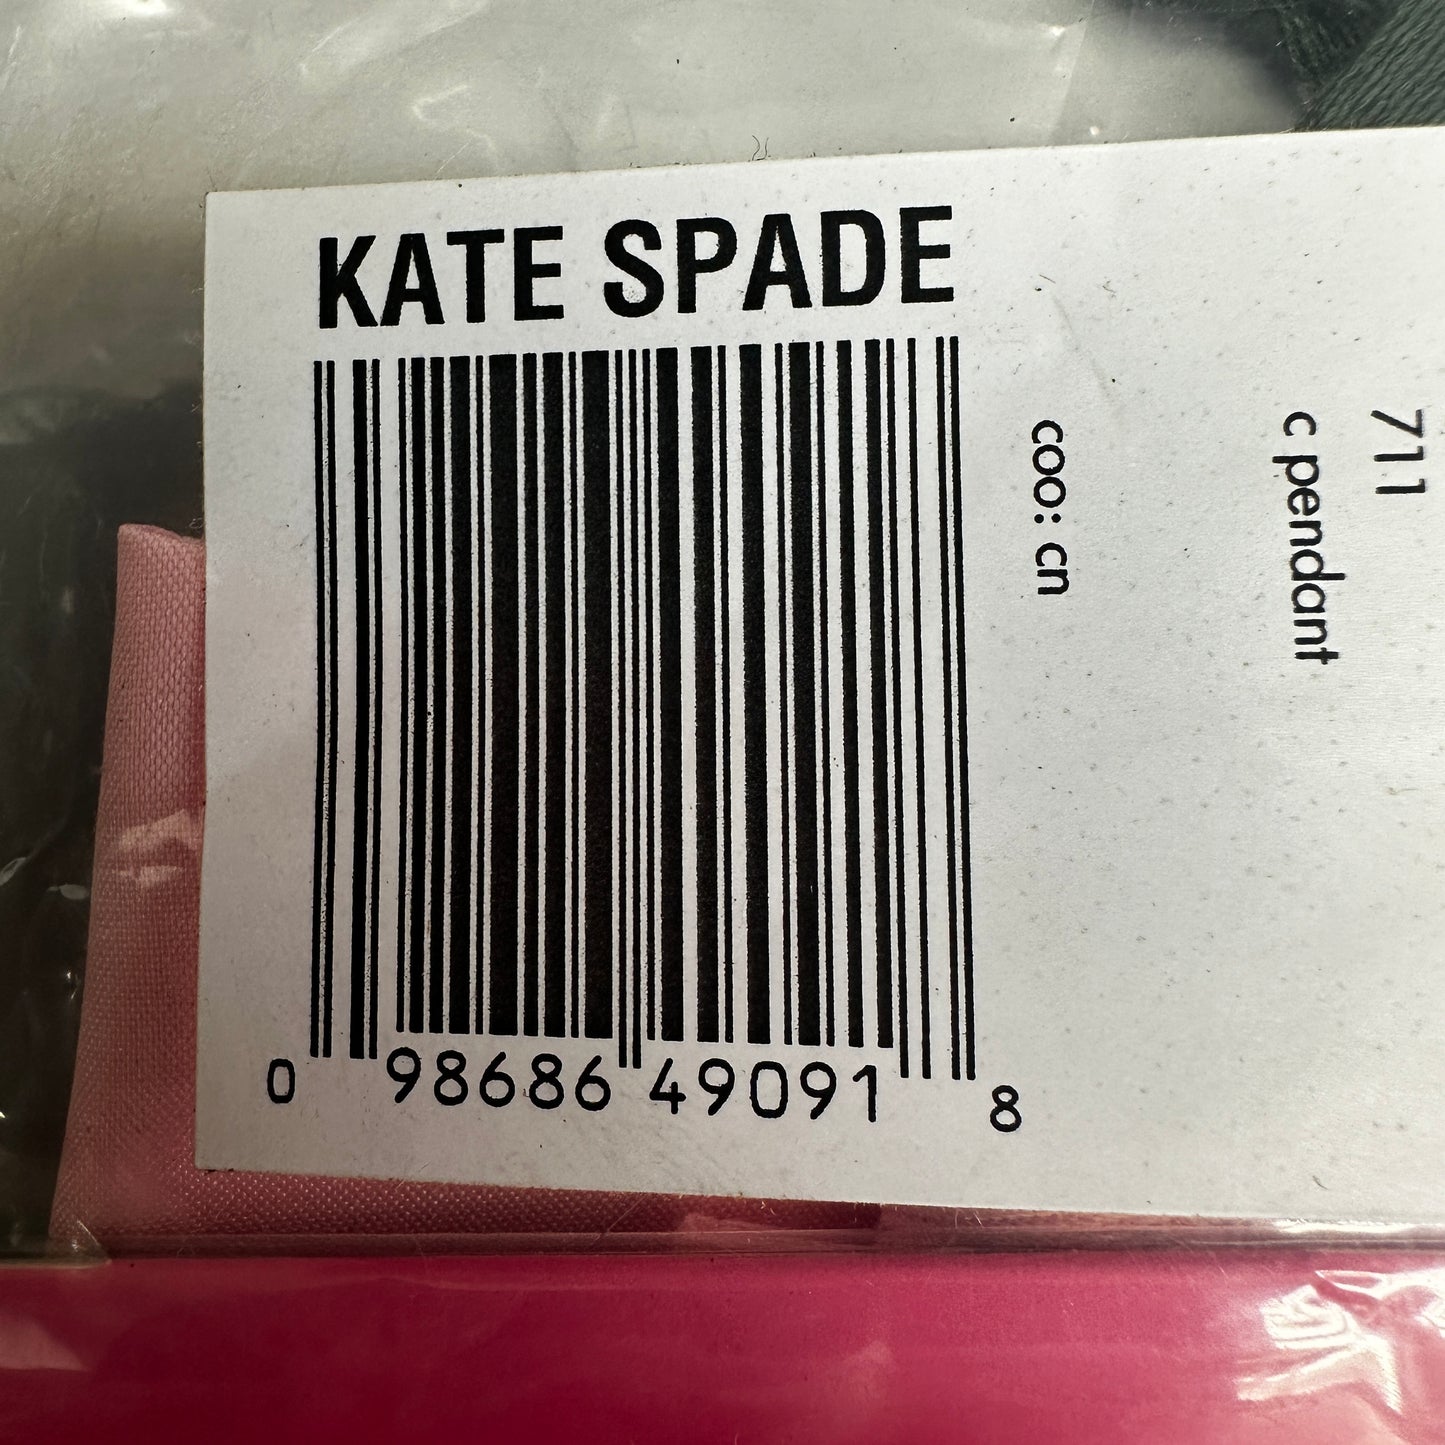 KATE SPADE
0 98686 49091 8
coo: cn
711
c pendant